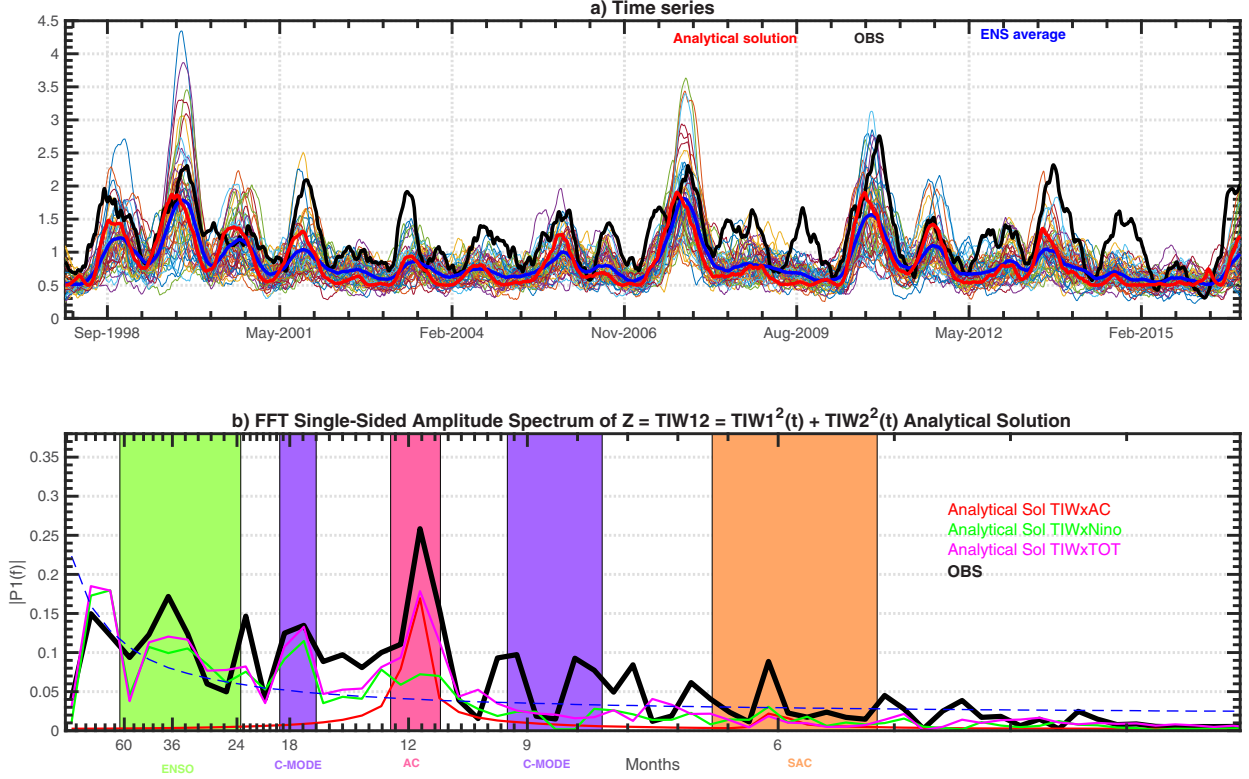 a) Time series
Analytical solution OBS ENS average
4.5
4
3.5
3
2.5
2
1.5
1
0.5
0
Sep-1998 May-2001 Feb-2004 Nov-2006 Aug-2009 May-2012 Feb-2015
b) FFT Single-Sided Amplitude Spectrum of Z = TIW12 = TIW1²(t) + TIW2²(t) Analytical Solution
|P1(f)|
0.35
0.3
0.25
0.2
0.15
0.1
0.05
0
Analytical Sol TIWxAC
Analytical Sol TIWxNino
Analytical Sol TIWxTOT
OBS
60 36 24 18 12 9 6
ENSO C-MODE AC C-MODE Months SAC